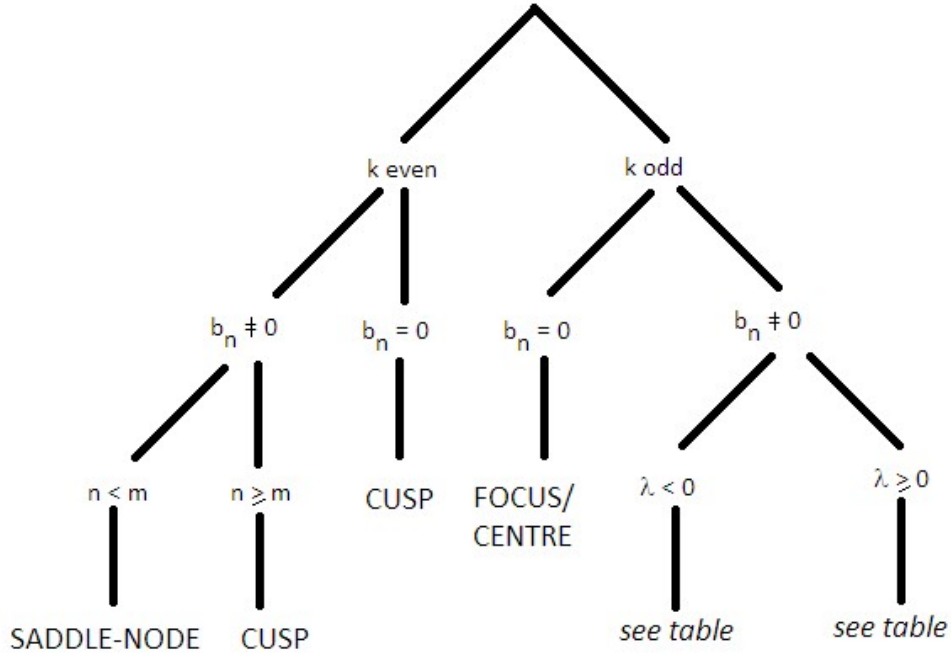 k even
k odd
b_n ǂ 0
b_n = 0
b_n = 0
b_n ǂ 0
n < m
n ⩾ m
CUSP
FOCUS/
CENTRE
λ < 0
λ ⩾ 0
SADDLE-NODE
CUSP
see table
see table